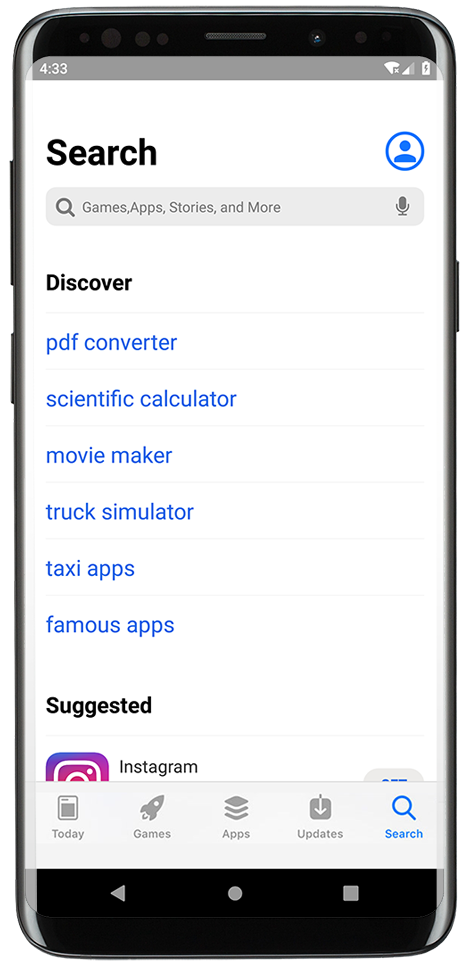 4:33
Search
Games,Apps, Stories, and More
Discover
pdf converter
scientific calculator
movie maker
truck simulator
taxi apps
famous apps
Suggested
Instagram
GET
Today
Games
Apps
Updates
Search